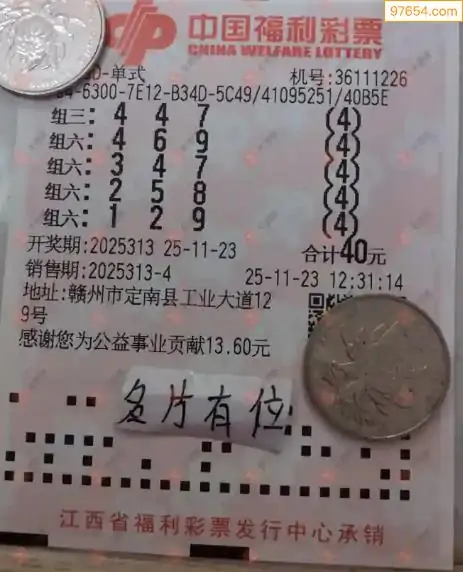 97654.com
中国福利彩票
CHINA WELFARE LOTTERY
D-单式 机号:36111226
4-6300-7E12-B34D-5C49/41095251/40B5E
组三: 4 4 7 (4)
组六: 4 6 9 (4)
组六: 3 4 7 (4)
组六: 2 5 8 (4)
组六: 1 2 9 (4)
开奖期:2025313 25-11-23 合计40元
销售期:2025313-4 25-11-23 12:31:14
地址:赣州市定南县工业大道12
9号
感谢您为公益事业贡献13.60元
名片有位
江西省福利彩票发行中心承销